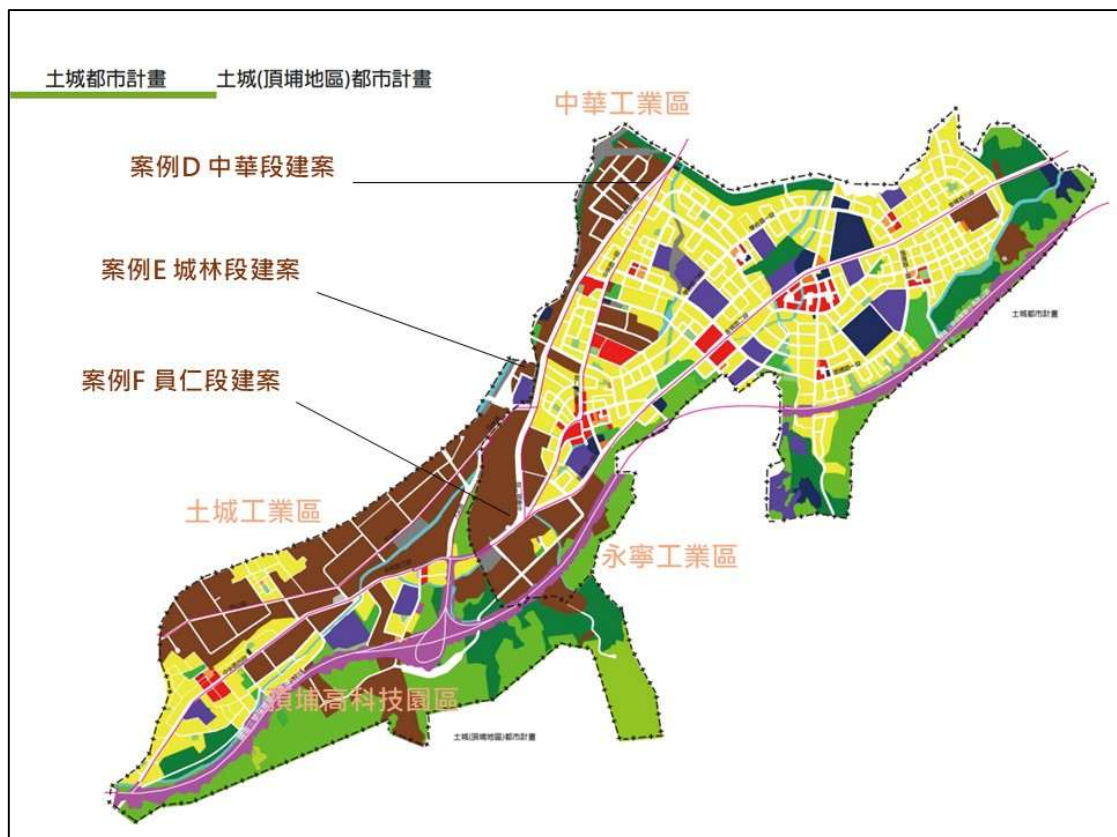 土城都市計畫 土城(頂埔地區)都市計畫
中華工業區
案例D 中華段建案
案例E 城林段建案
土城都市計畫
案例F 員仁段建案
土城工業區
永寧工業區
頂埔高科技園區
土城(頂埔地區)都市計畫